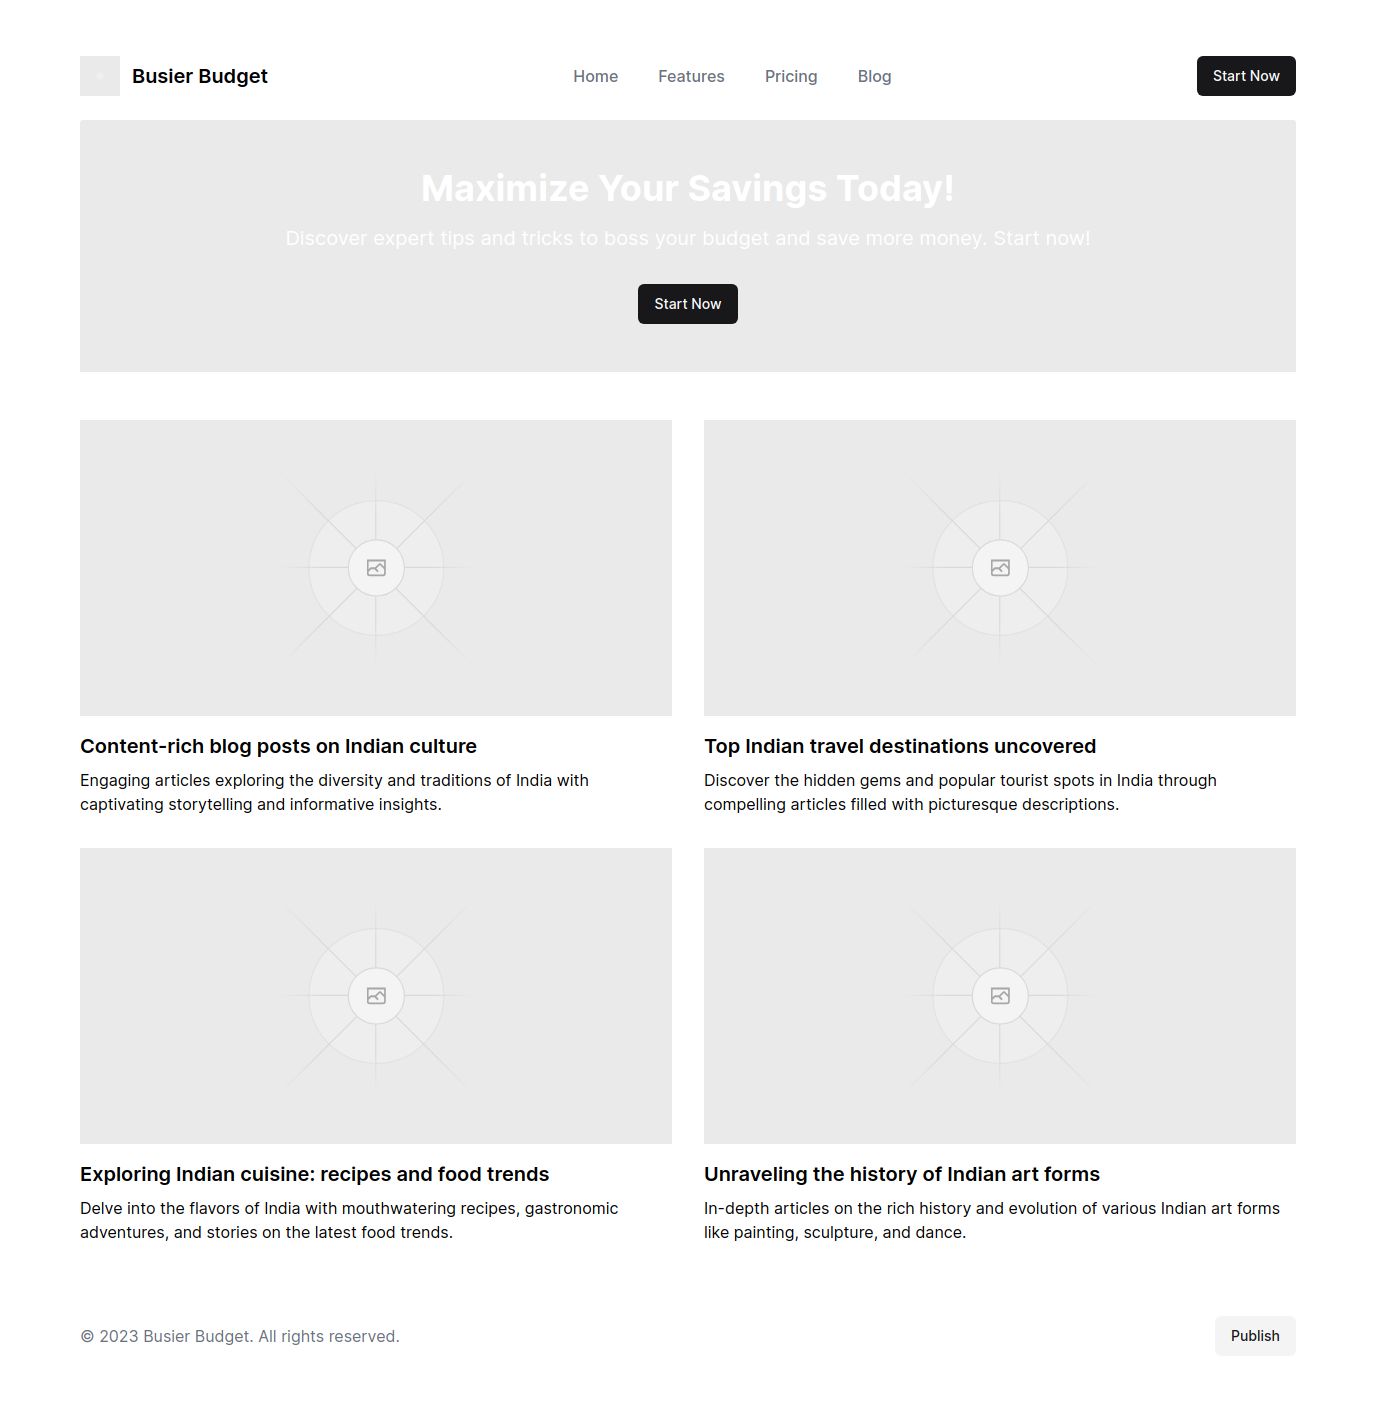 Busier Budget
Home
Features
Pricing
Blog
Start Now
Maximize Your Savings Today!
Discover expert tips and tricks to boss your budget and save more money. Start now!
Start Now
Content-rich blog posts on Indian culture
Engaging articles exploring the diversity and traditions of India with
captivating storytelling and informative insights.
Top Indian travel destinations uncovered
Discover the hidden gems and popular tourist spots in India through
compelling articles filled with picturesque descriptions.
Exploring Indian cuisine: recipes and food trends
Delve into the flavors of India with mouthwatering recipes, gastronomic
adventures, and stories on the latest food trends.
Unraveling the history of Indian art forms
In-depth articles on the rich history and evolution of various Indian art forms
like painting, sculpture, and dance.
© 2023 Busier Budget. All rights reserved.
Publish